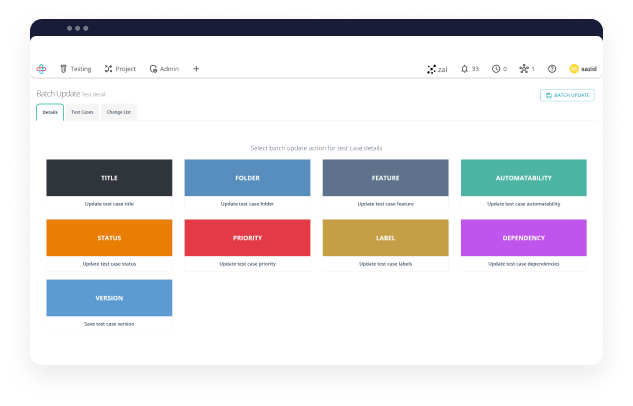 Testing Project Admin + zai 33 0 1 sazid
Batch Update Test detail BATCH UPDATE
Details Test Cases Change List
Select batch update action for test case details
TITLE FOLDER FEATURE AUTOMATABILITY
Update test case title Update test case folder Update test case feature Update test case automatability
STATUS PRIORITY LABEL DEPENDENCY
Update test case status Update test case priority Update test case labels Update test case dependencies
VERSION
Save test case version